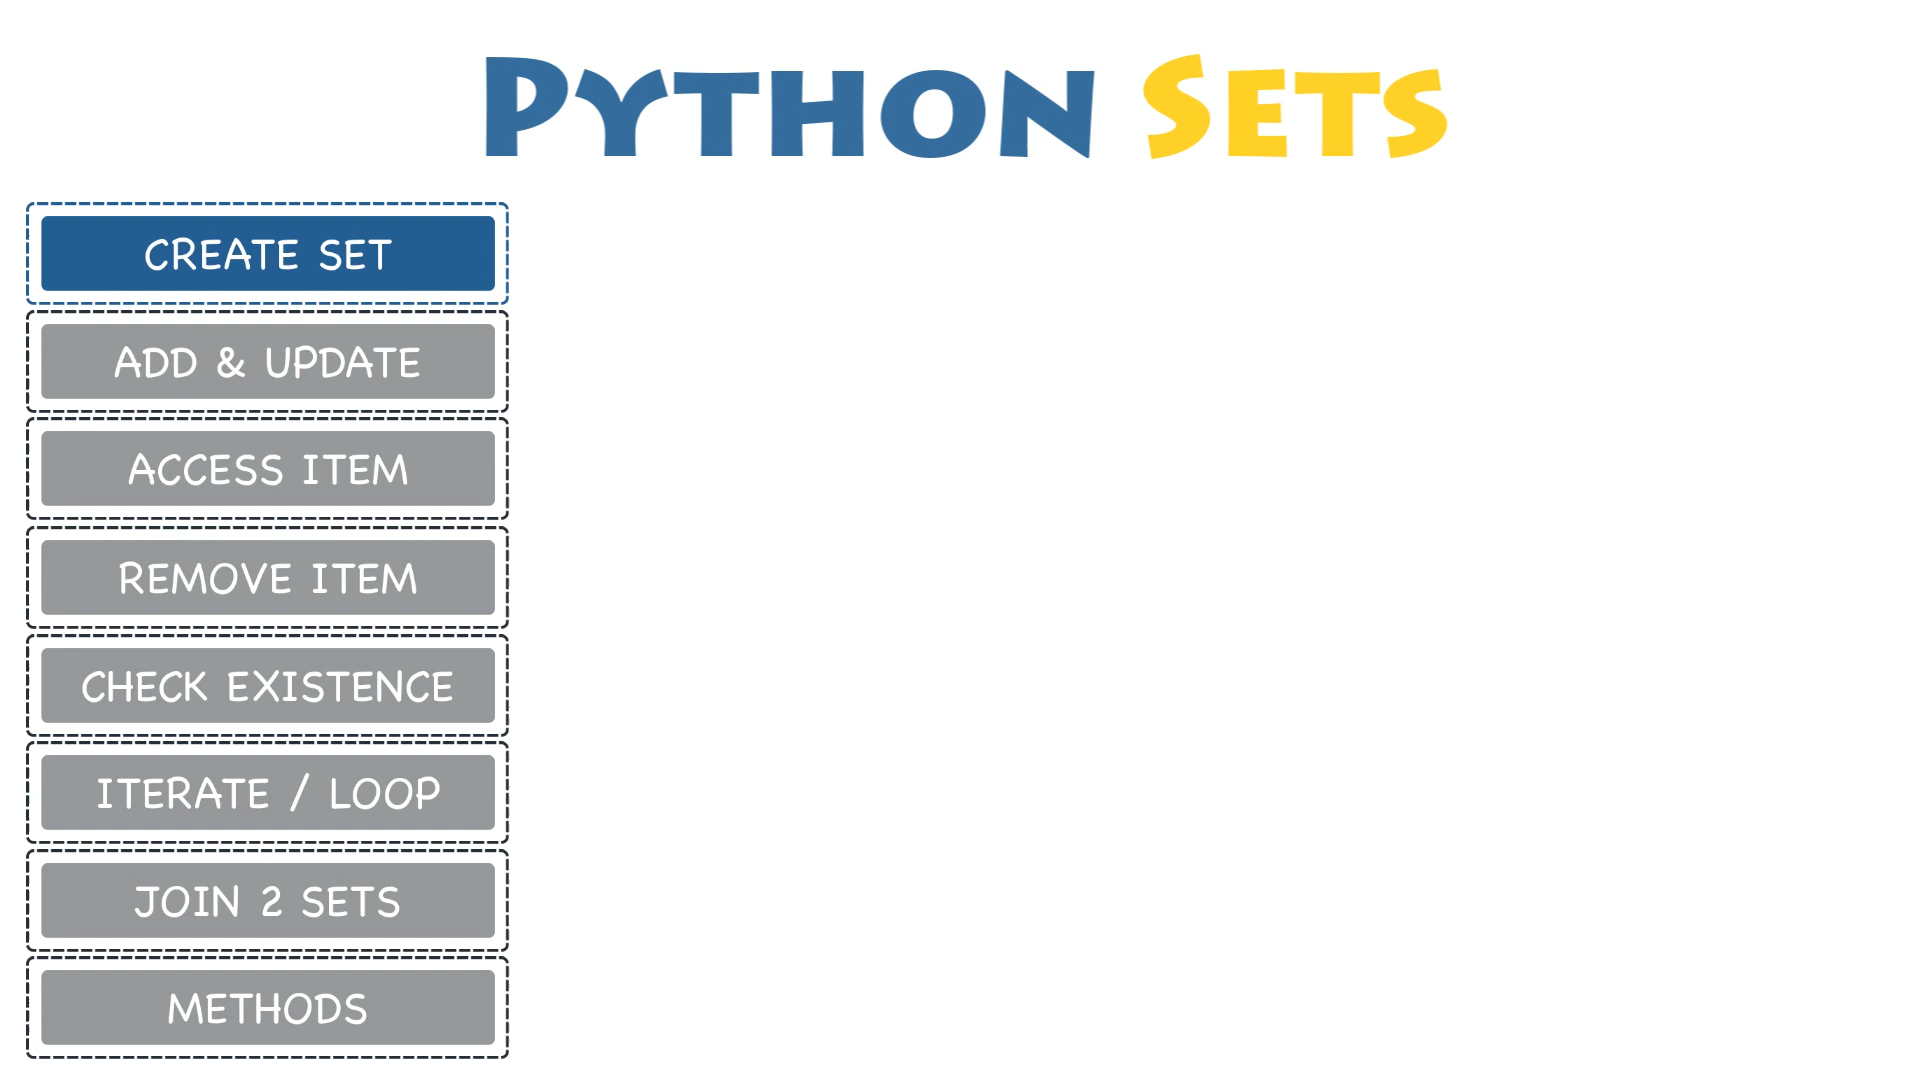 PYTHON SETS
CREATE SET
ADD & UPDATE
ACCESS ITEM
REMOVE ITEM
CHECK EXISTENCE
ITERATE / LOOP
JOIN 2 SETS
METHODS